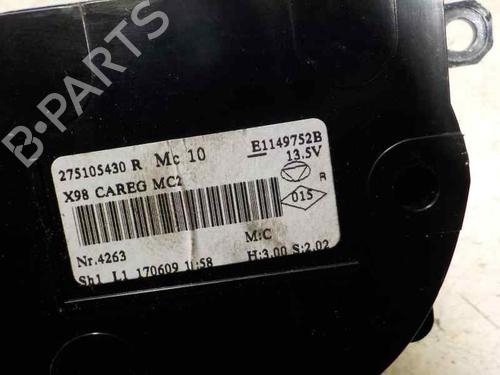 B-PARTS
275105430 R Mc 10 E1149752B
X98 CAREG MC2 13.5V
R
015
Nr.4263 M:C
Sh1 L1 170609 11:58 H:3.00 S:2.02